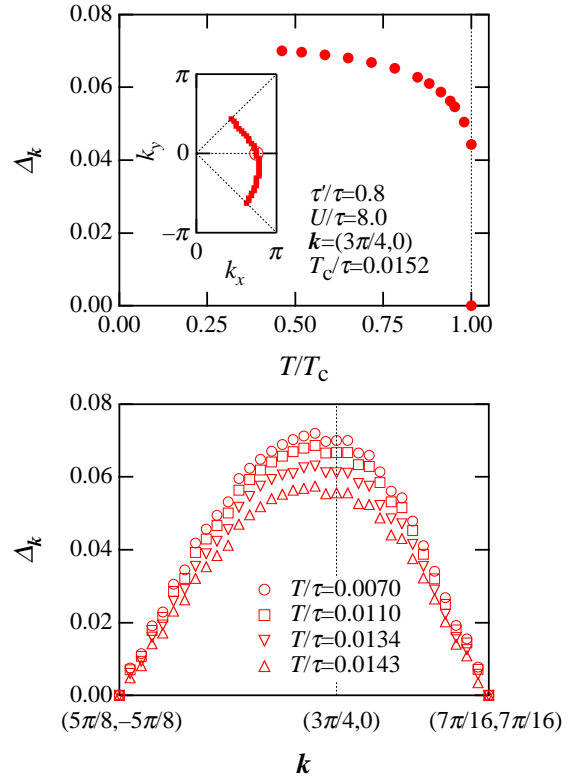 0.08
0.06
0.04
0.02
0.00
Δk
π
0
−π
ky
0
π
kx
τ'/τ=0.8
U/τ=8.0
k=(3π/4,0)
Tc/τ=0.0152
0.00
0.25
0.50
0.75
1.00
T/Tc
0.08
0.06
0.04
0.02
0.00
Δk
T/τ=0.0070
T/τ=0.0110
T/τ=0.0134
T/τ=0.0143
(5π/8,−5π/8)
(3π/4,0)
(7π/16,7π/16)
k